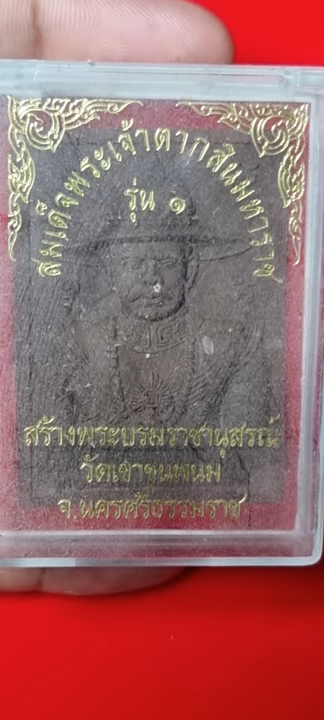 สมเด็จพระเจ้าตากสินมหาราช
รุ่น ๑
สร้างพระบรมราชานุสรณ์
วัดเขาขุนพนม
จ.นครศรีธรรมราช